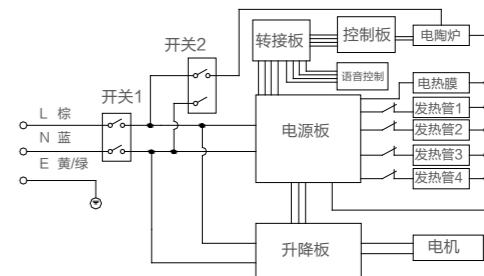 开关2
转接板
控制板
电陶炉
语音控制
开关1
电热膜
L 棕
发热管1
N 蓝
电源板
发热管2
E 黄/绿
发热管3
发热管4
升降板
电机